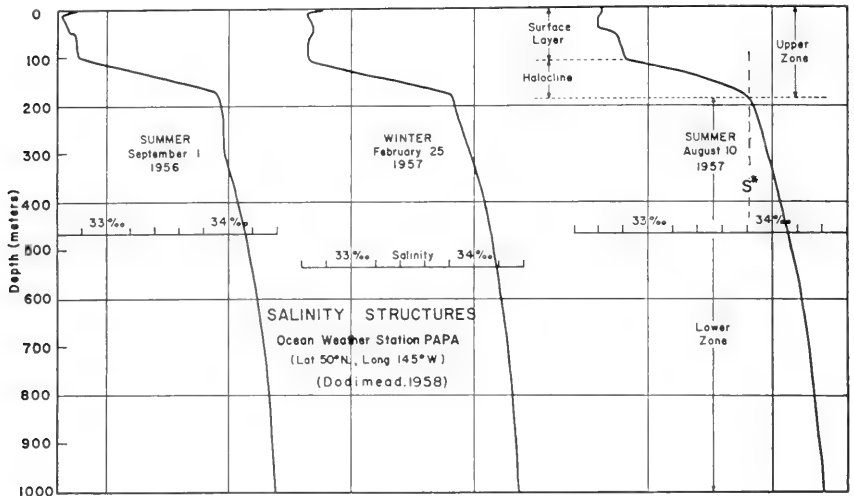 0
100
200
300
400
500
600
700
800
900
1000
Depth (meters)
SUMMER
September 1
1956
33‰
34‰
WINTER
February 25
1957
33‰
Salinity
34‰
Surface
Layer
Halocline
Upper
Zone
SUMMER
August 10
1957
S*
33‰
34‰
Lower
Zone
SALINITY STRUCTURES
Ocean Weather Station PAPA
(Lat 50°N., Long 145°W)
(Dodimead.1958)